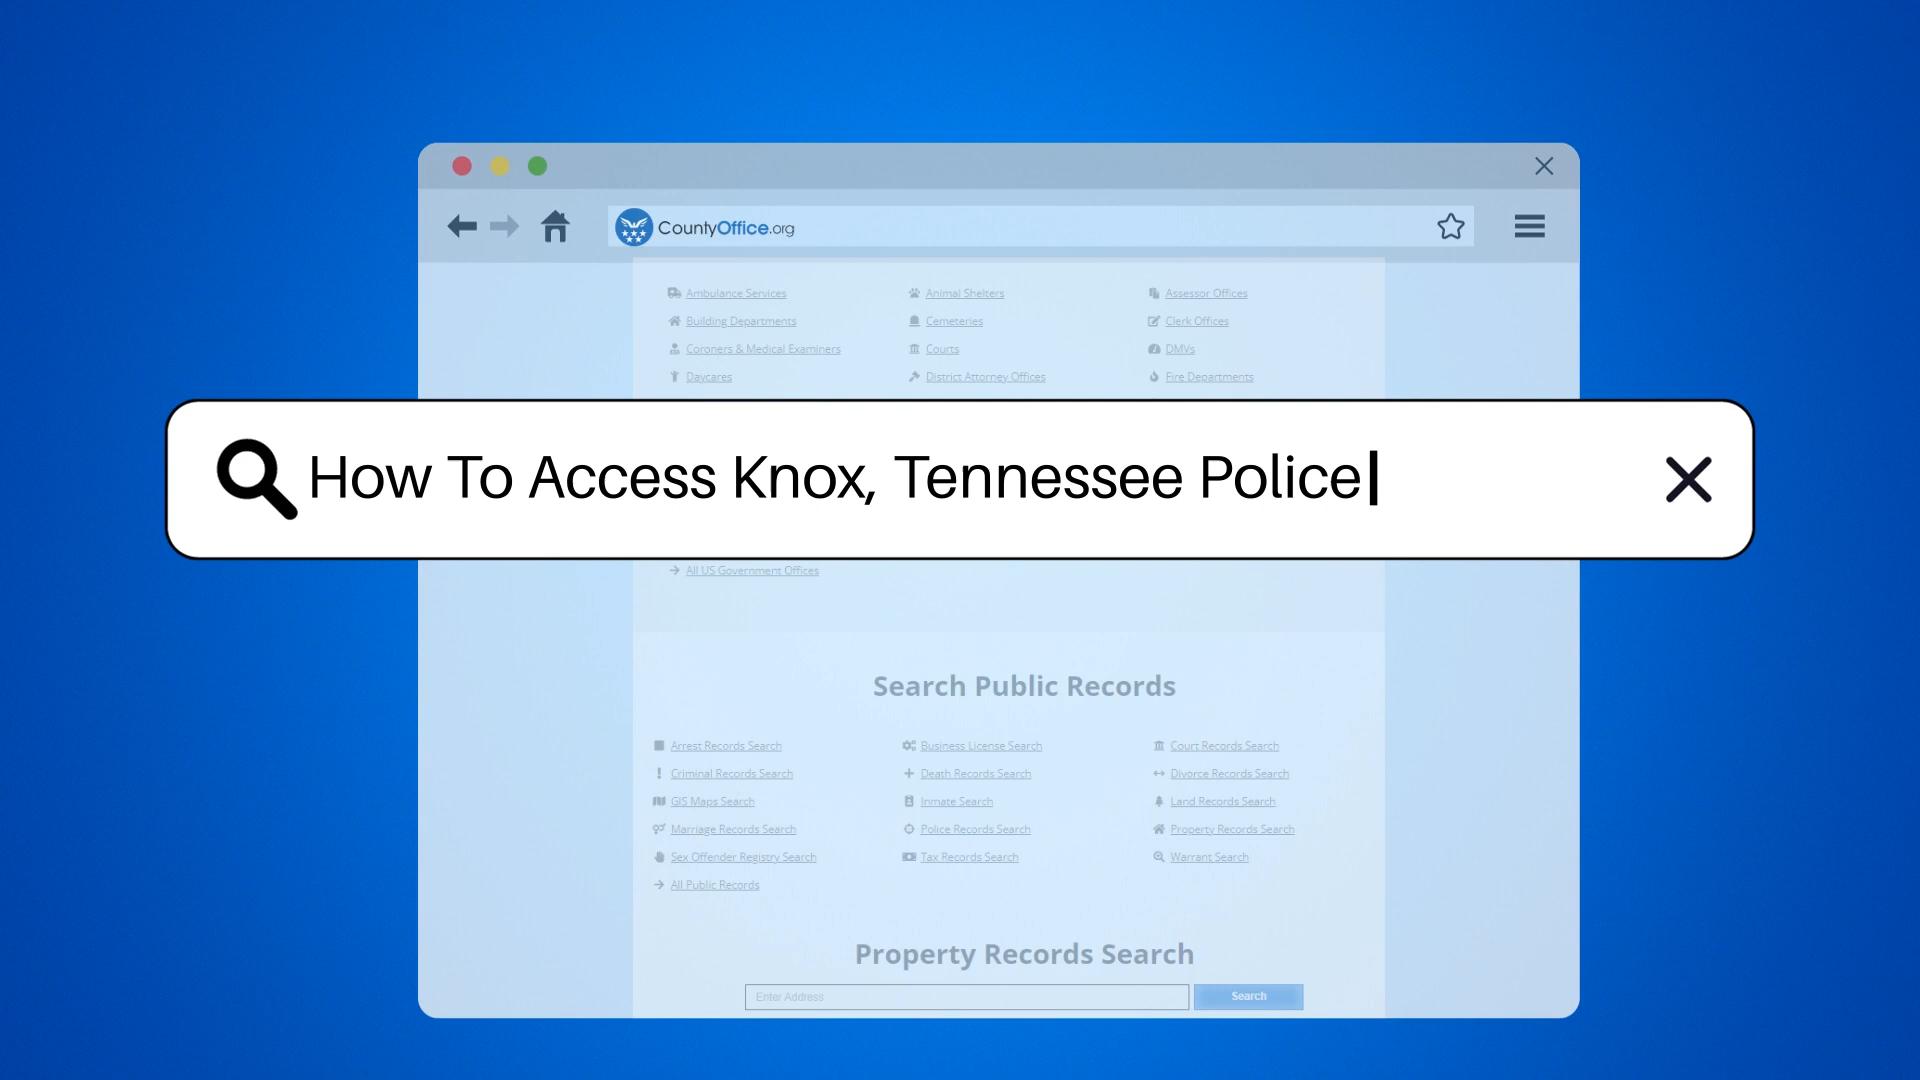 CountyOffice.org
Ambulance Services Animal Shelters Assessor Offices
Building Departments Cemeteries Clerk Offices
Coroners & Medical Examiners Courts DMVs
Daycares District Attorney Offices Fire Departments
How To Access Knox, Tennessee Police
All US Government Offices
Search Public Records
Arrest Records Search Business License Search Court Records Search
Criminal Records Search Death Records Search Divorce Records Search
GIS Maps Search Inmate Search Land Records Search
Marriage Records Search Police Records Search Property Records Search
Sex Offender Registry Search Tax Records Search Warrant Search
All Public Records
Property Records Search
Enter Address Search